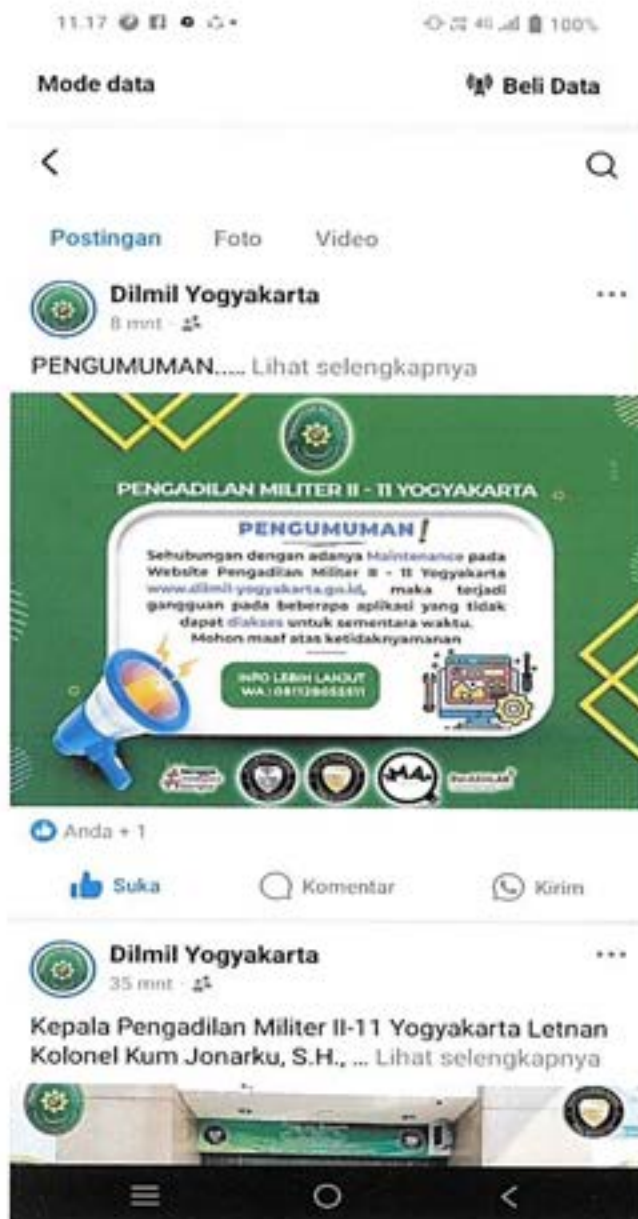 11.17
4G 100%
Mode data
Beli Data
Postingan Foto Video
Dilmil Yogyakarta
8 mnt
PENGUMUMAN..... Lihat selengkapnya
PENGADILAN MILITER II - 11 YOGYAKARTA
PENGUMUMAN!
Sehubungan dengan adanya Maintenance pada
Website Pengadilan Militer II - 11 Yogyakarta
www.dilmil-yogyakarta.go.id, maka terjadi
gangguan pada beberapa aplikasi yang tidak
dapat diakses untuk sementara waktu.
Mohon maaf atas ketidaknyamanan
INFO LEBIH LANJUT
WA : 081128055511
Anda + 1
Suka Komentar Kirim
Dilmil Yogyakarta
35 mnt
Kepala Pengadilan Militer II-11 Yogyakarta Letnan
Kolonel Kum Jonarku, S.H., ... Lihat selengkapnya